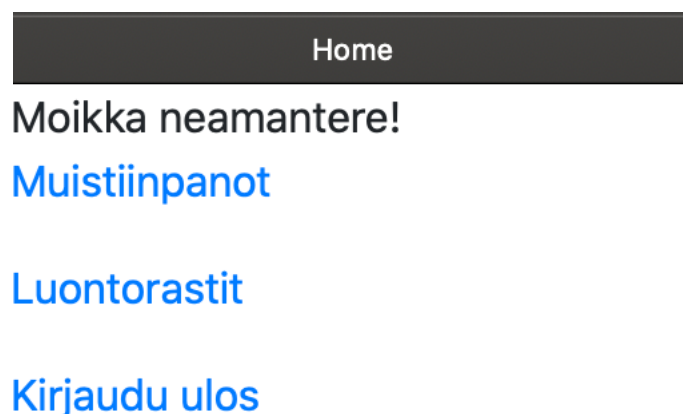 Home
Moikka neamantere!
Muistiinpanot
Luontorastit
Kirjaudu ulos